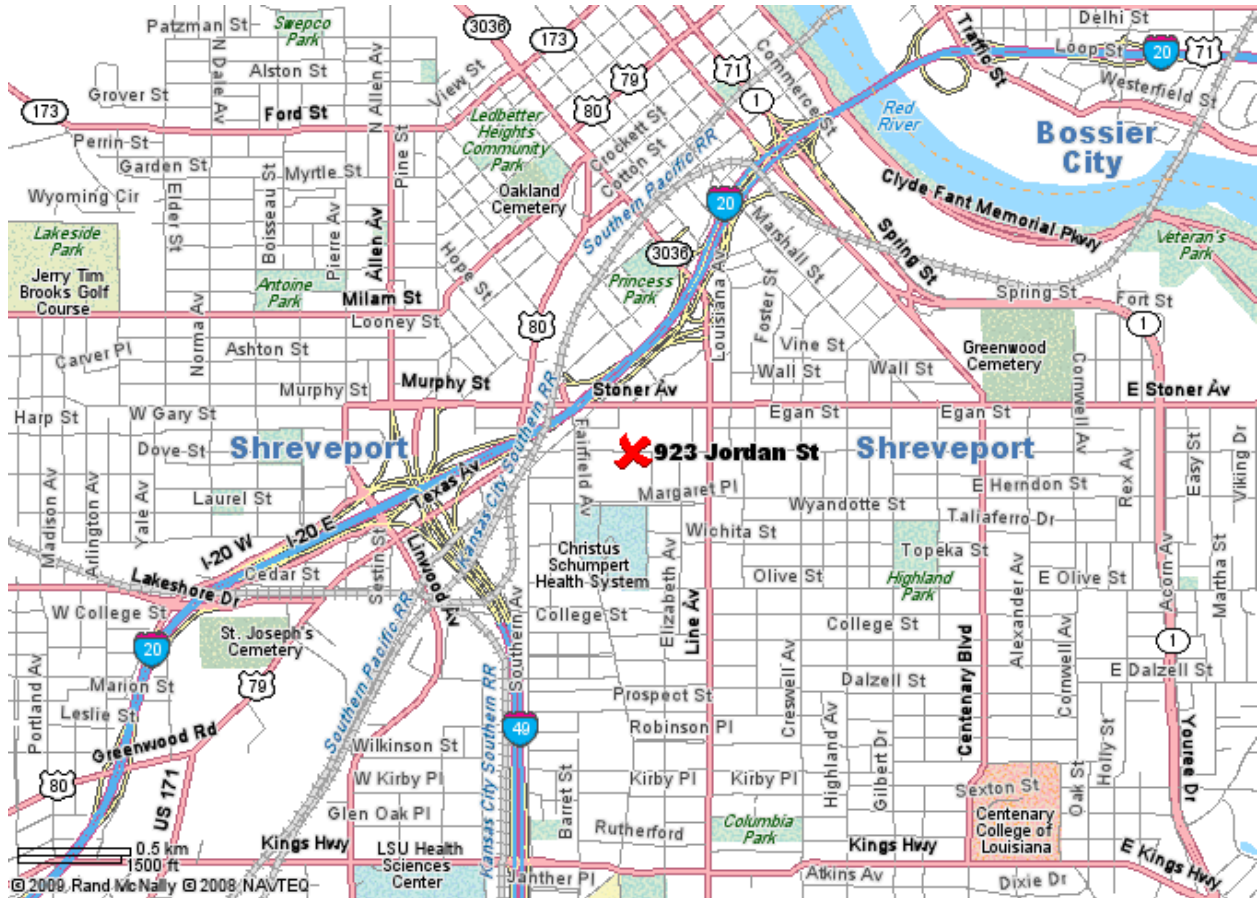 Patzman St
Swepco
Park
3036
173
Delhi St
Loop St
20
71
N Dale Av
Alston St
N Allen Av
View St
79
71
Commerce St
Traffic St
Westerfield St
Grover St
173
Ford St
80
1
Red
River
Ledbetter
Heights
Community
Park
Crockett St
Cotton St
Bossier
City
Perrin St
Garden St
Myrtle St
Pine St
Southern Pacific RR
Wyoming Cir
Elder St
Boisseau St
Pierre Av
Oakland
Cemetery
20
Clyde Fant Memorial Pkwy
Lakeside
Park
Allen Av
Hope St
Marshall St
Spring St
Veteran's
Park
3036
Jerry Tim
Brooks Golf
Course
Antoine
Park
Princess
Park
Louisiana Av
Foster St
Milam St
Spring St
Fort St
Looney St
80
1
Norma Av
Carver Pl
Ashton St
Vine St
Greenwood
Cemetery
Cornwell Av
Wall St
Wall St
Murphy St
Murphy St
Stoner Av
E Stoner Av
Harp St
W Gary St
Egan St
Egan St
Dove St
Shreveport
Fairfield Av
923 Jordan St
Shreveport
Kansas City Southern RR
Texas Av
Rex Av
Easy St
Viking Dr
Madison Av
Arlington Av
Yale Av
Laurel St
Margaret Pl
Wyandotte St
E Herndon St
Taliaferro Dr
I-20 W
I-20 E
Sestin St
Linwood Av
Wichita St
Topeka St
Christus
Schumpert
Health System
Lakeshore Dr
Cedar St
Olive St
Highland
Park
E Olive St
Acorn Av
Martha St
W College St
Southern Pacific RR
Southern Av
College St
Elizabeth Av
Line Av
College St
Alexander Av
St. Joseph's
Cemetery
20
79
Centenary Blvd
1
Portland Av
Marion St
Leslie St
Prospect St
Creswell Av
Dalzell St
Cornwell Av
E Dalzell St
Greenwood Rd
49
Robinson Pl
Youree Dr
Wilkinson St
Kansas City Southern RR
80
US 171
W Kirby Pl
Barret St
Kirby Pl
Kirby Pl
Highland Av
Gilbert Dr
Sexton St
Oak St
Holly St
Glen Oak Pl
Rutherford
Columbia
Park
Centenary
College of
Louisiana
0.5 km
1500 ft
Kings Hwy
LSU Health
Sciences
Center
Kings Hwy
E Kings Hwy
Atkins Av
Dixie Dr
© 2009 Rand McNally © 2008 NAVTEQ